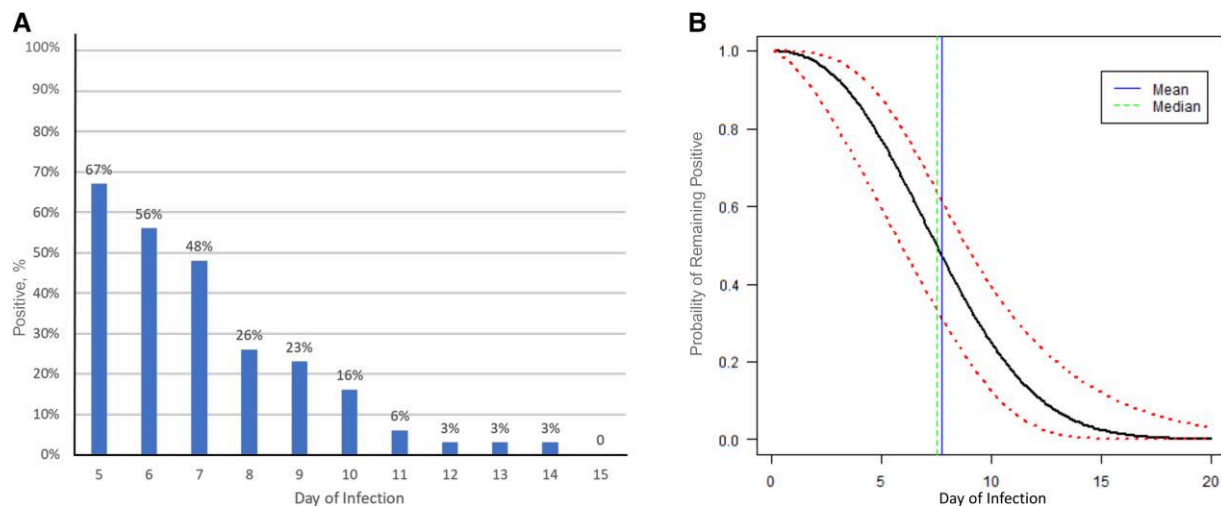 A
100%
90%
80%
70%
60%
50%
40%
30%
20%
10%
0%
Positive, %
67%
56%
48%
26%
23%
16%
6%
3%
3%
3%
0
5 6 7 8 9 10 11 12 13 14 15
Day of Infection
B
1.0
0.8
0.6
0.4
0.2
0.0
Probaility of Remaining Positive
Mean
Median
0 5 10 15 20
Day of Infection